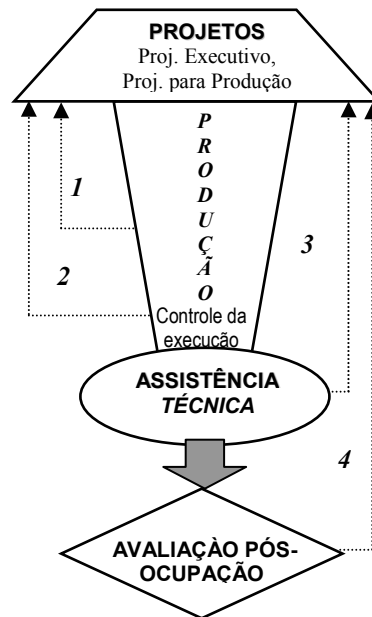 PROJETOS
Proj. Executivo,
Proj. para Produção
P
R
O
D
U
Ç
Ã
O
1
2
3
Controle da
execução
ASSISTÊNCIA
TÉCNICA
4
AVALIAÇÀO PÓS-
OCUPAÇÃO